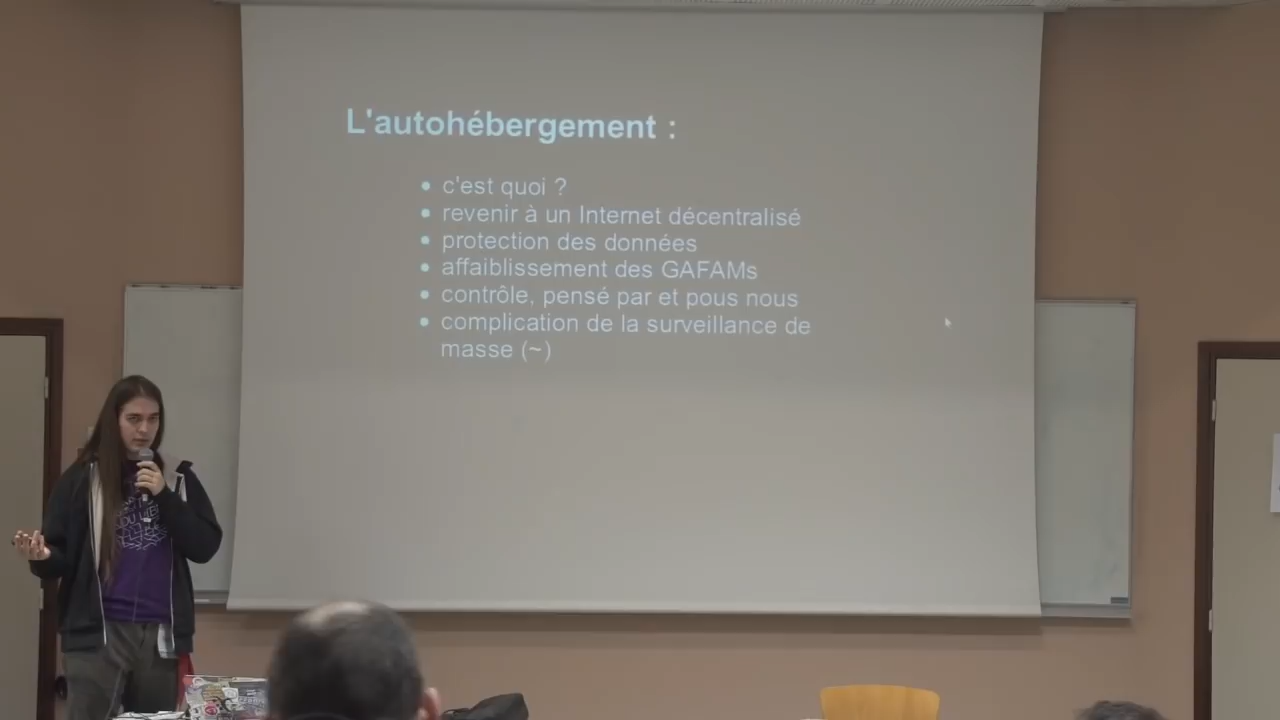 L'autohébergement :
c'est quoi ?
revenir à un Internet décentralisé
protection des données
affaiblissement des GAFAMs
contrôle, pensé par et pous nous
complication de la surveillance de
masse (~)